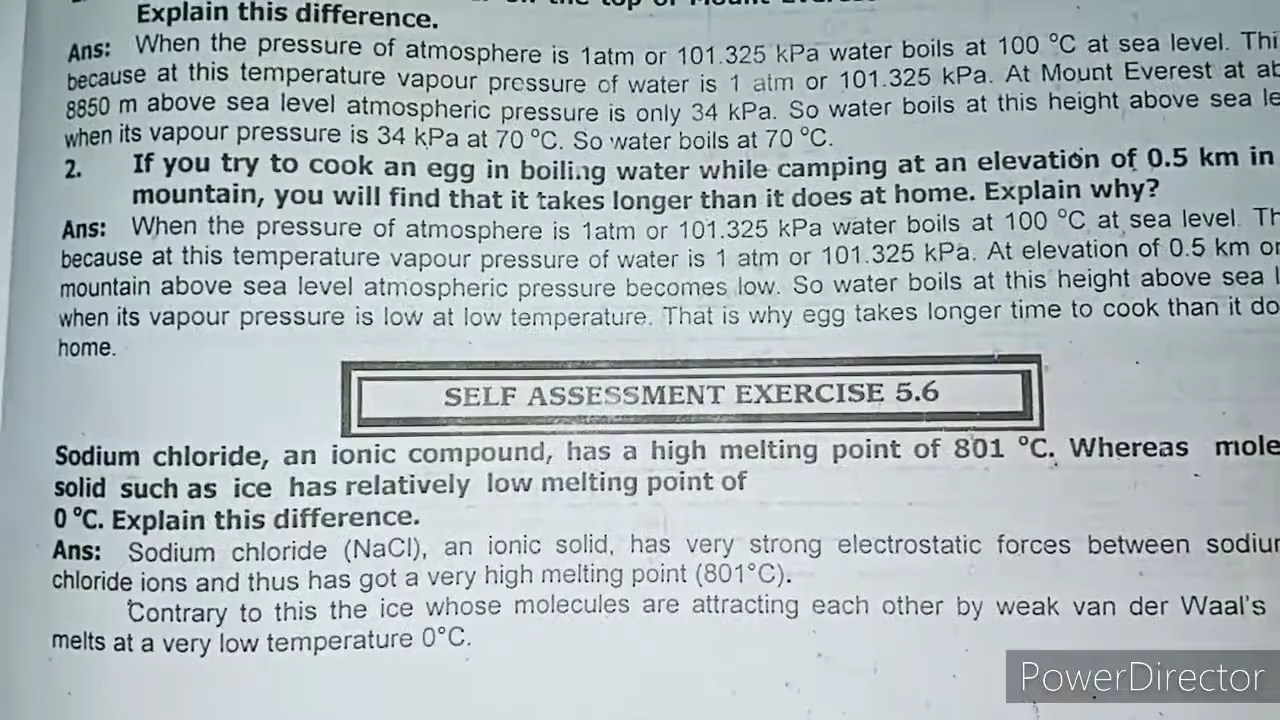 on the top of Mount Everes
Explain this difference.
Ans: When the pressure of atmosphere is 1atm or 101.325 kPa water boils at 100 °C at sea level. Thi
because at this temperature vapour pressure of water is 1 atm or 101.325 kPa. At Mount Everest at ab
8850 m above sea level atmospheric pressure is only 34 kPa. So water boils at this height above sea le
when its vapour pressure is 34 kPa at 70 °C. So water boils at 70 °C.
2. If you try to cook an egg in boiling water while camping at an elevation of 0.5 km in
mountain, you will find that it takes longer than it does at home. Explain why?
Ans: When the pressure of atmosphere is 1atm or 101.325 kPa water boils at 100 °C at sea level. Th
because at this temperature vapour pressure of water is 1 atm or 101.325 kPa. At elevation of 0.5 km or
mountain above sea level atmospheric pressure becomes low. So water boils at this height above sea l
when its vapour pressure is low at low temperature. That is why egg takes longer time to cook than it do
home.
SELF ASSESSMENT EXERCISE 5.6
Sodium chloride, an ionic compound, has a high melting point of 801 °C. Whereas mole
solid such as ice has relatively low melting point of
0 °C. Explain this difference.
Ans: Sodium chloride (NaCl), an ionic solid, has very strong electrostatic forces between sodiur
chloride ions and thus has got a very high melting point (801°C).
Contrary to this the ice whose molecules are attracting each other by weak van der Waal's
melts at a very low temperature 0°C.
PowerDirector